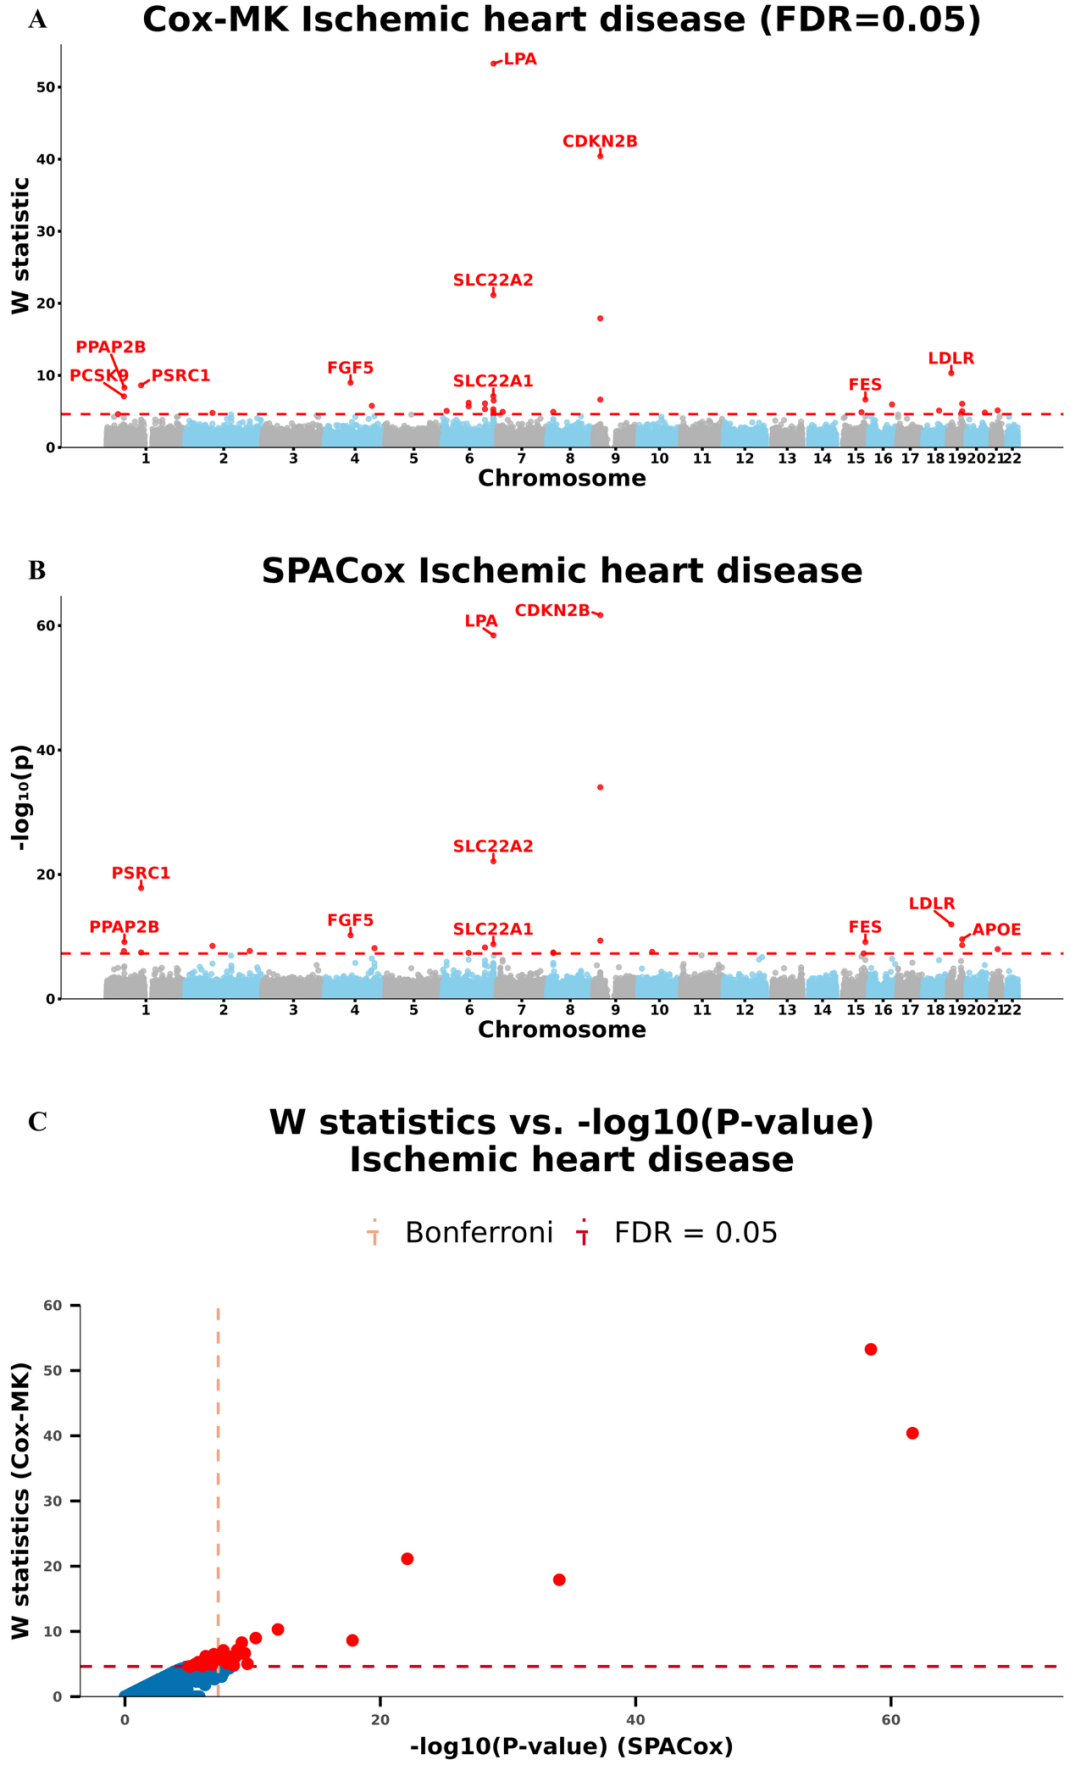 A
Cox-MK Ischemic heart disease (FDR=0.05)
W statistic
50
40
30
20
10
0
LPA
CDKN2B
SLC22A2
PPAP2B
PCSK9
PSRC1
FGF5
SLC22A1
FES
LDLR
1 2 3 4 5 6 7 8 9 10 11 12 13 14 15 16 17 18 19 20 21 22
Chromosome
B
SPACox Ischemic heart disease
-log₁₀(p)
60
40
20
0
CDKN2B
LPA
SLC22A2
PSRC1
PPAP2B
FGF5
SLC22A1
FES
LDLR
APOE
1 2 3 4 5 6 7 8 9 10 11 12 13 14 15 16 17 18 19 20 21 22
Chromosome
C
W statistics vs. -log10(P-value)
Ischemic heart disease
Bonferroni FDR = 0.05
W statistics (Cox-MK)
60
50
40
30
20
10
0
0 20 40 60
-log10(P-value) (SPACox)